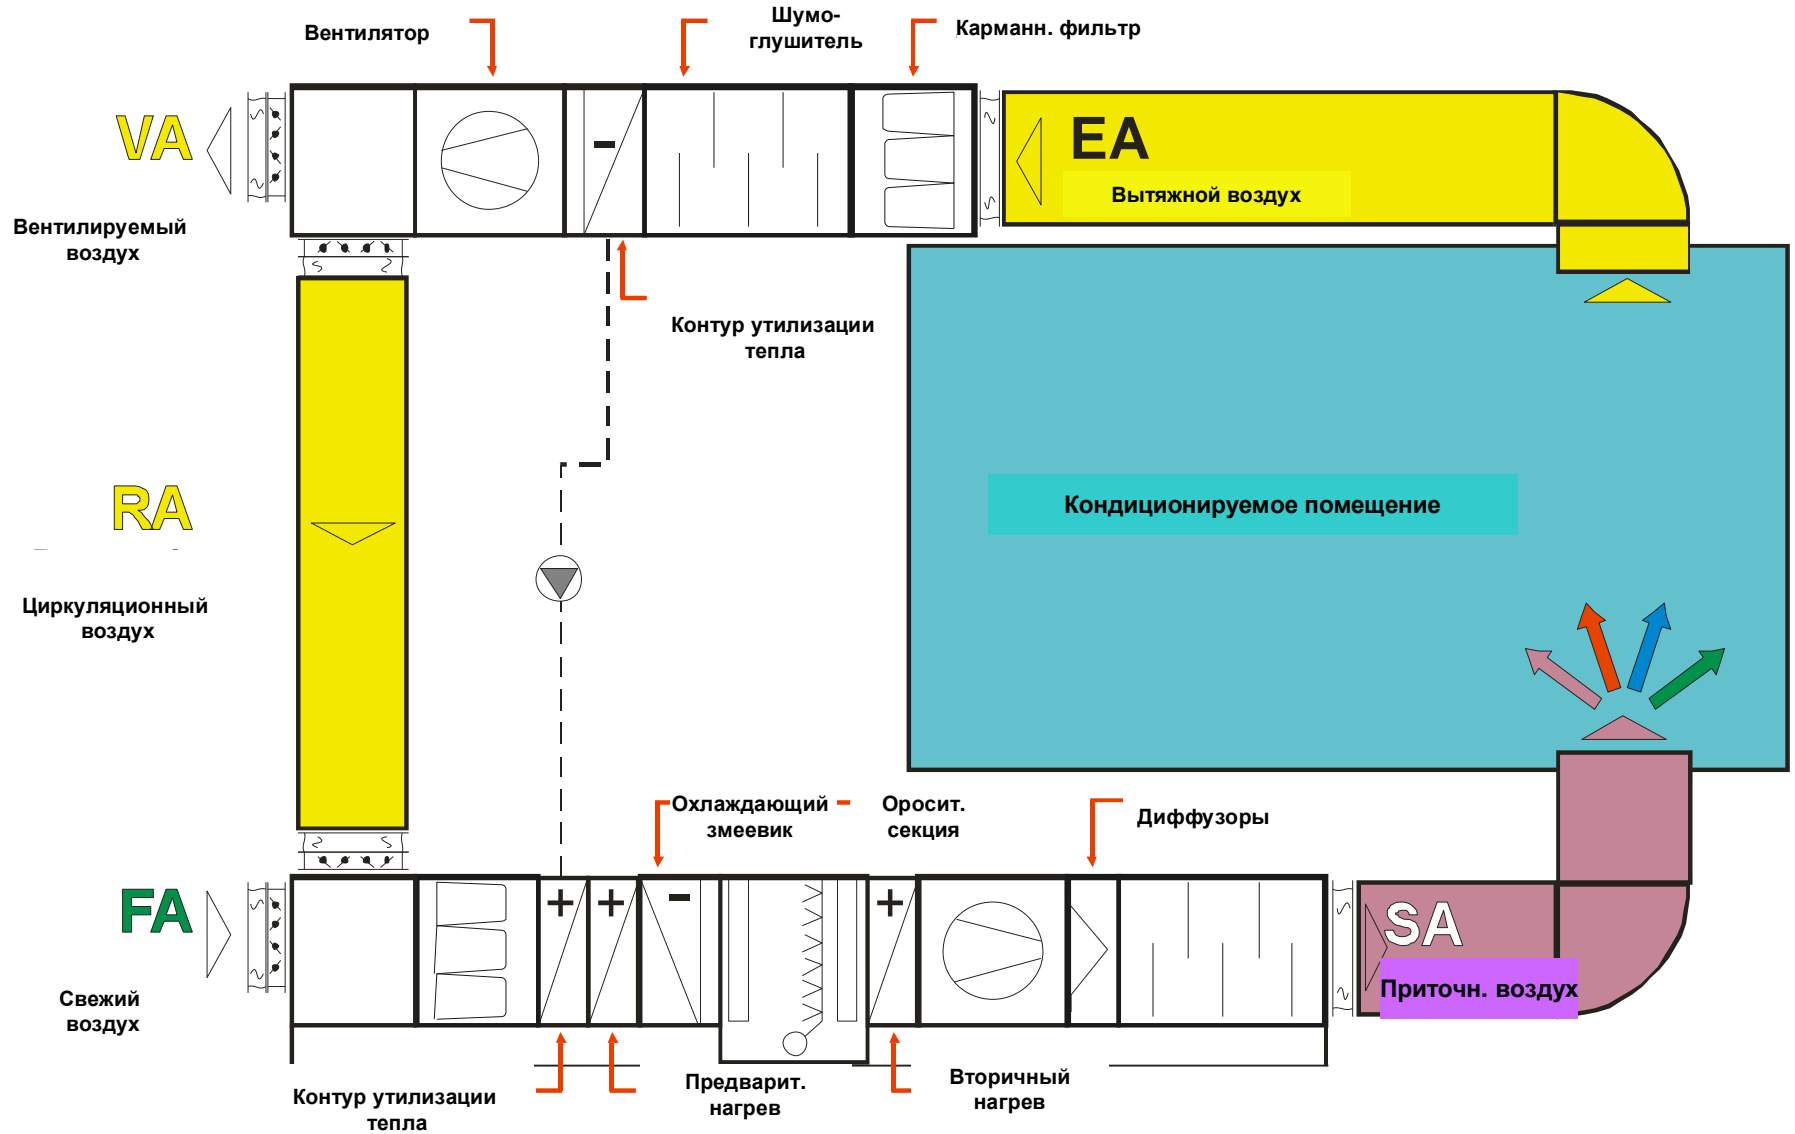 Вентилятор
Шумо-
глушитель
Карманн. фильтр
VA
EA
Вытяжной воздух
Вентилируемый
воздух
-
Контур утилизации
тепла
RA
Кондиционируемое помещение
Циркуляционный
воздух
Охлаждающий
змеевик
Оросит.
секция
Диффузоры
FA
+
+
-
+
SA
Приточн. воздух
Свежий
воздух
Контур утилизации
тепла
Предварит.
нагрев
Вторичный
нагрев